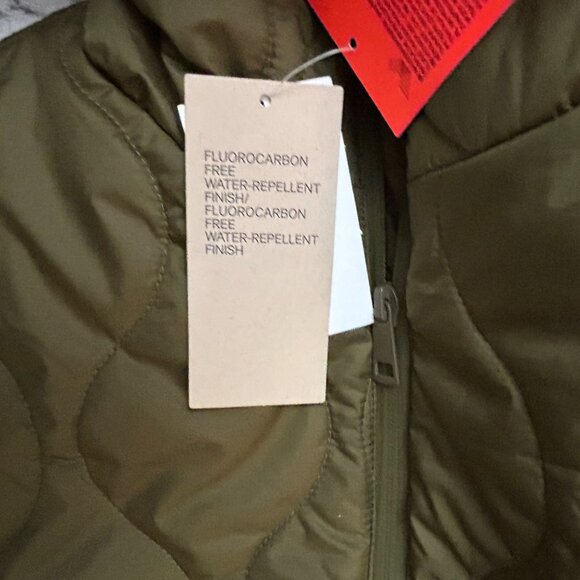 FLUOROCARBON
FREE
WATER-REPELLENT
FINISH/
FLUOROCARBON
FREE
WATER-REPELLENT
FINISH